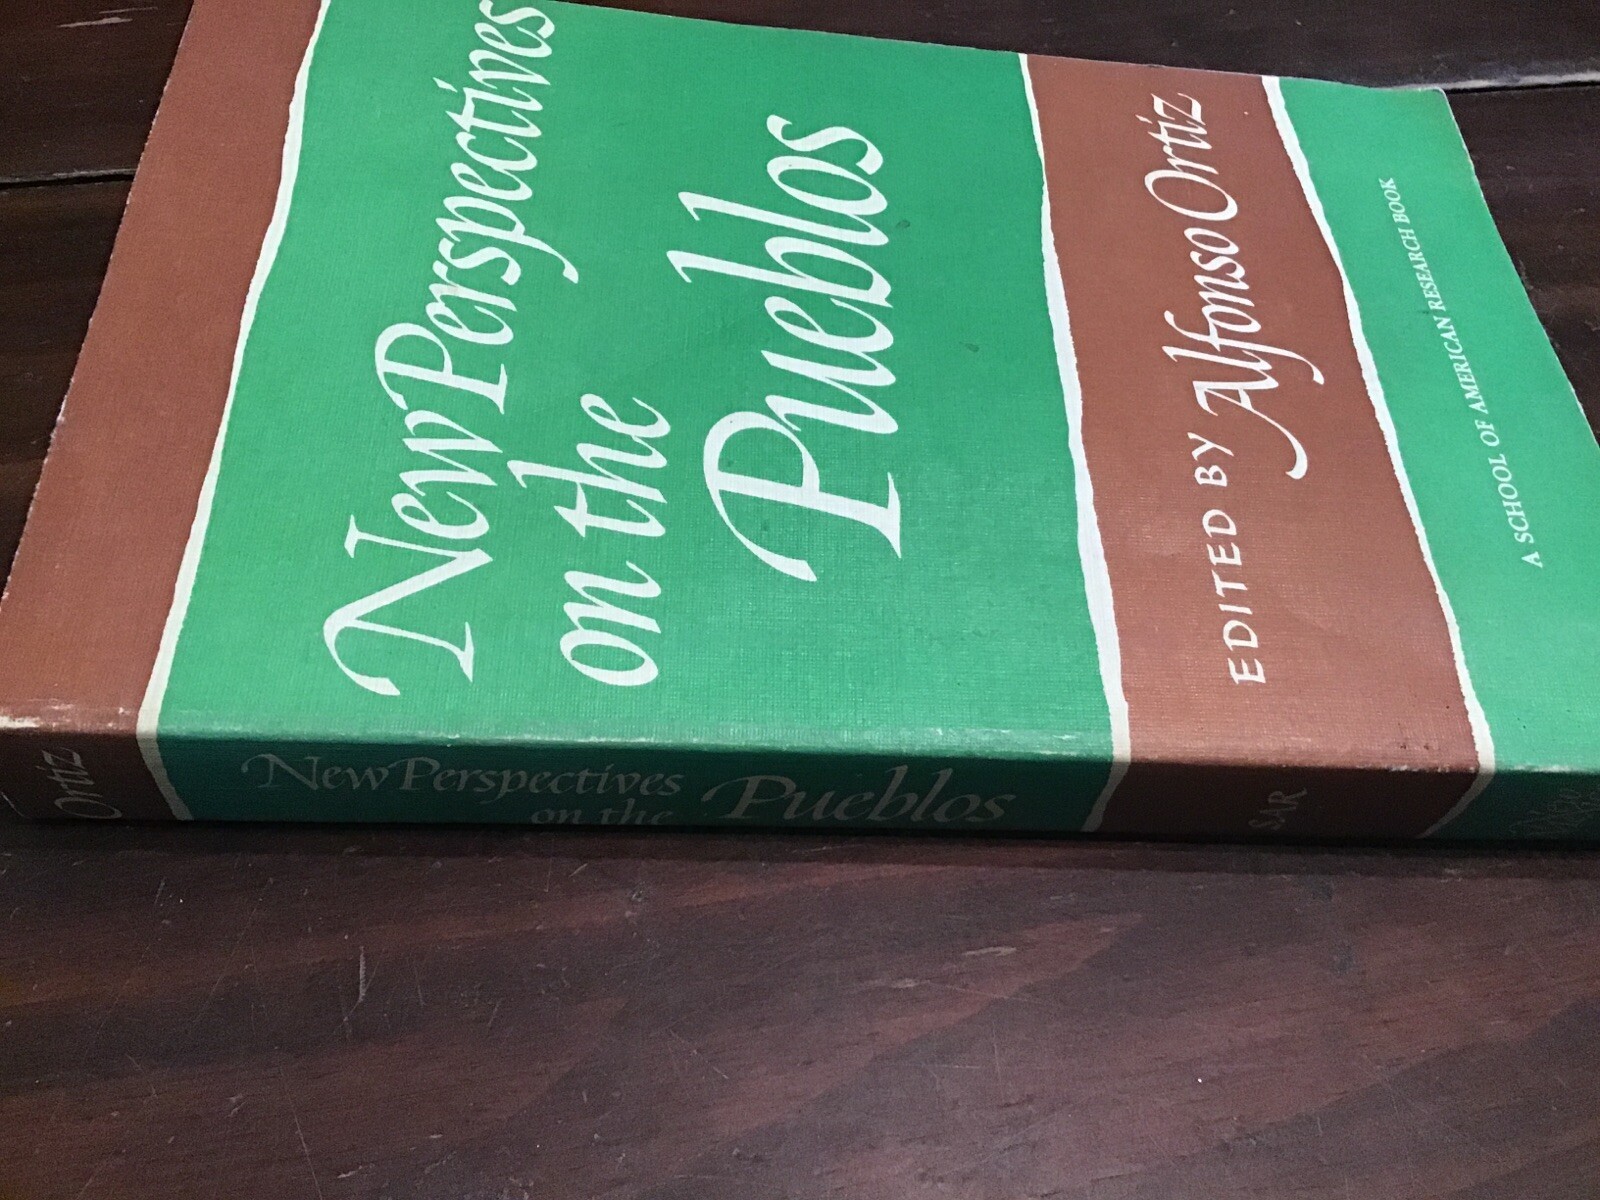 New Perspectives
on the
Pueblos
EDITED BY Alfonso Ortiz
A SCHOOL OF AMERICAN RESEARCH BOOK
Ortiz
New Perspectives
on the
Pueblos
SAR